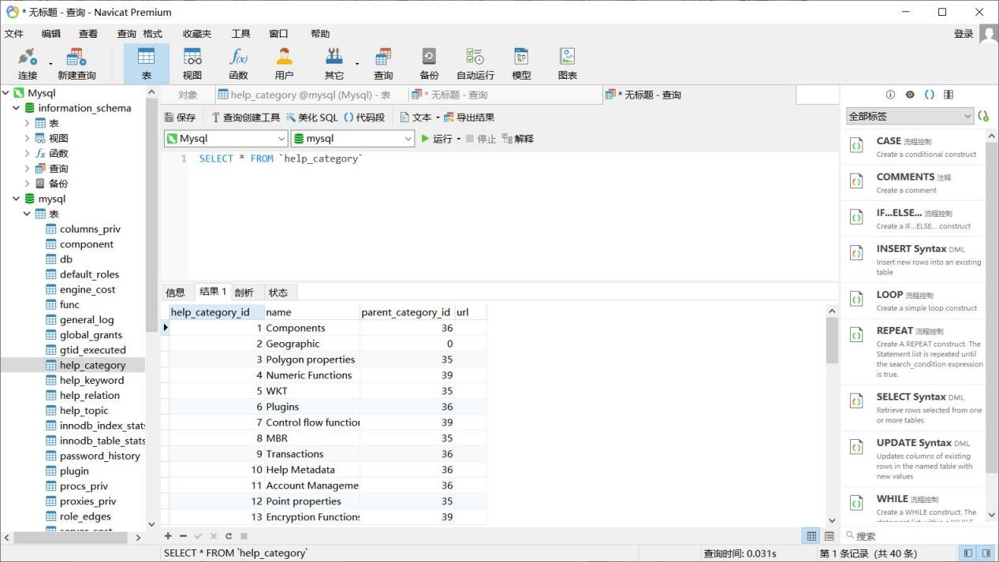 * 无标题 - 查询 - Navicat Premium
文件 编辑 查看 查询 格式 收藏夹 工具 窗口 帮助 登录
连接 新建查询 表 视图 函数 用户 其它 查询 备份 自动运行 模型 图表
f(x)
对象 help_category @mysql (Mysql) - 表 * 无标题 - 查询 * 无标题 - 查询
保存 查询创建工具 美化 SQL () 代码段 文本 导出结果
Mysql mysql 运行 停止 解释
1 SELECT * FROM `help_category`
Mysql
information_schema
表
视图
fx 函数
查询
备份
mysql
表
columns_priv
component
db
default_roles
engine_cost
func
general_log
global_grants
gtid_executed
help_category
help_keyword
help_relation
help_topic
innodb_index_stats
innodb_table_stats
password_history
plugin
procs_priv
proxies_priv
role_edges
server_cost
信息 结果 1 剖析 状态
help_category_id name parent_category_id url
1 Components 36
2 Geographic 0
3 Polygon properties 35
4 Numeric Functions 39
5 WKT 35
6 Plugins 36
7 Control flow function 39
8 MBR 35
9 Transactions 36
10 Help Metadata 36
11 Account Manageme 36
12 Point properties 35
13 Encryption Functions 39
全部标签
CASE 流程控制
Create a conditional construct
COMMENTS 注释
Create a comment
IF...ELSE... 流程控制
Create a IF...ELSE... construct
INSERT Syntax DML
Insert new rows into an existing
table
LOOP 流程控制
Create a simple loop construct
REPEAT 流程控制
Create A REPEAT construct. The
Statement list is repeated until
the search_condition expression
is true.
SELECT Syntax DML
Retrieve rows selected from one
or more tables
UPDATE Syntax DML
Updates columns of existing
rows in the named table with
new values
WHILE 流程控制
Create a WHILE construct. The
statement list within a WHILE
搜索
SELECT * FROM `help_category` 查询时间: 0.031s 第 1 条记录 (共 40 条)